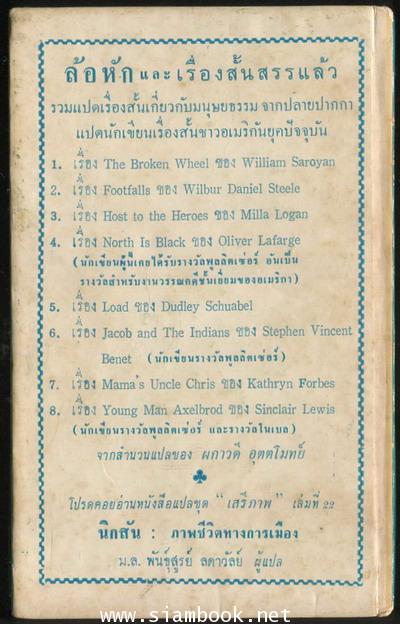 ล้อหัก และ เรื่องสั้นสรรแล้ว
รวมแปดเรื่องสั้นเกี่ยวกับมนุษยธรรม จากปลายปากกา
แปดนักเขียนเรื่องสั้นชาวอเมริกันยุคปัจจุบัน
1. เรื่อง The Broken Wheel ของ William Saroyan
2. เรื่อง Footfalls ของ Wilbur Daniel Steele
3. เรื่อง Host to the Heroes ของ Milla Logan
4. เรื่อง North Is Black ของ Oliver Lafarge
(นักเขียนผู้นี้เคยได้รับรางวัลพูลลิตเซ่อร์ อันเป็น
รางวัลสำหรับงานวรรณคดีชั้นเยี่ยมของอเมริกา)
5. เรื่อง Load ของ Dudley Schuabel
6. เรื่อง Jacob and The Indians ของ Stephen Vincent
Benet (นักเขียนรางวัลพูลลิตเซ่อร์)
7. เรื่อง Mama's Uncle Chris ของ Kathryn Forbes
8. เรื่อง Young Man Axelbrod ของ Sinclair Lewis
(นักเขียนรางวัลพูลลิตเซ่อร์ และรางวัลโนเบล)
จากสำนวนแปลของ ผกาวดี อุตตโมทย์
โปรดคอยอ่านหนังสือแปลชุด "เสรีภาพ" เล่มที่ 22
นิกสัน : ภาพชีวิตทางการเมือง
ม.ล. พันธุ์สูรย์ ลดาวัลย์ ผู้แปล
www.siambook.net